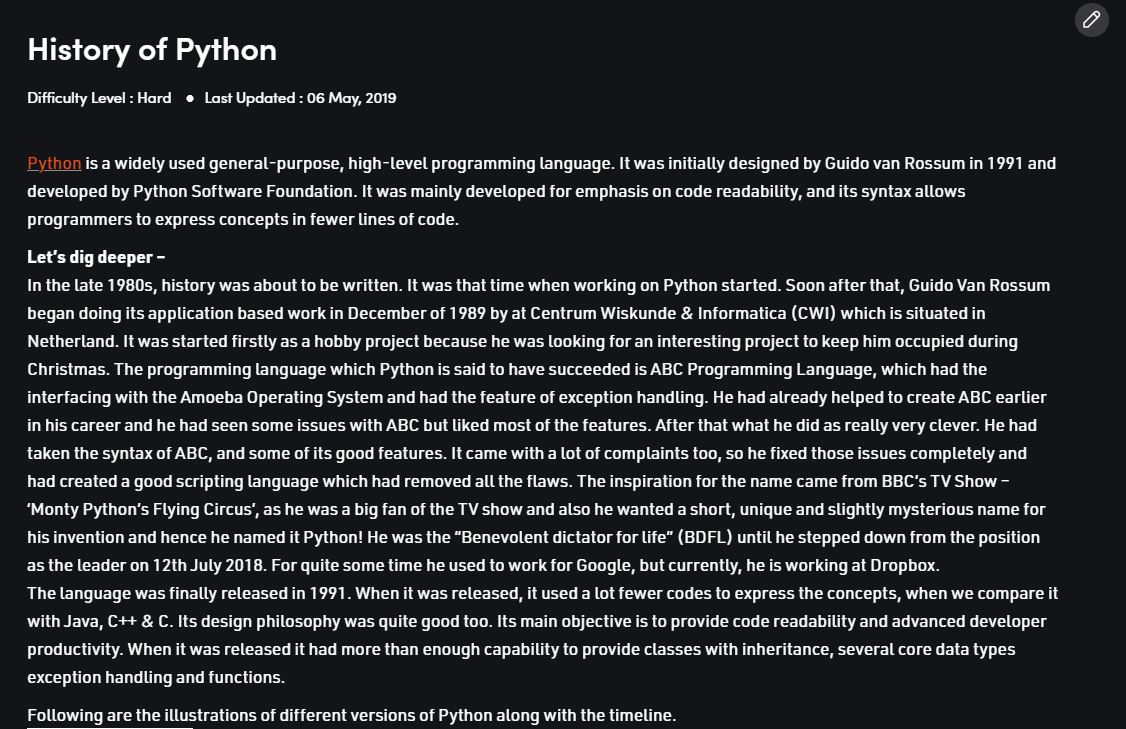 History of Python
Difficulty Level : Hard ● Last Updated : 06 May, 2019
Python is a widely used general-purpose, high-level programming language. It was initially designed by Guido van Rossum in 1991 and
developed by Python Software Foundation. It was mainly developed for emphasis on code readability, and its syntax allows
programmers to express concepts in fewer lines of code.
Let's dig deeper –
In the late 1980s, history was about to be written. It was that time when working on Python started. Soon after that, Guido Van Rossum
began doing its application based work in December of 1989 by at Centrum Wiskunde & Informatica (CWI) which is situated in
Netherland. It was started firstly as a hobby project because he was looking for an interesting project to keep him occupied during
Christmas. The programming language which Python is said to have succeeded is ABC Programming Language, which had the
interfacing with the Amoeba Operating System and had the feature of exception handling. He had already helped to create ABC earlier
in his career and he had seen some issues with ABC but liked most of the features. After that what he did as really very clever. He had
taken the syntax of ABC, and some of its good features. It came with a lot of complaints too, so he fixed those issues completely and
had created a good scripting language which had removed all the flaws. The inspiration for the name came from BBC's TV Show –
'Monty Python's Flying Circus', as he was a big fan of the TV show and also he wanted a short, unique and slightly mysterious name for
his invention and hence he named it Python! He was the “Benevolent dictator for life” (BDFL) until he stepped down from the position
as the leader on 12th July 2018. For quite some time he used to work for Google, but currently, he is working at Dropbox.
The language was finally released in 1991. When it was released, it used a lot fewer codes to express the concepts, when we compare it
with Java, C++ & C. Its design philosophy was quite good too. Its main objective is to provide code readability and advanced developer
productivity. When it was released it had more than enough capability to provide classes with inheritance, several core data types
exception handling and functions.
Following are the illustrations of different versions of Python along with the timeline.